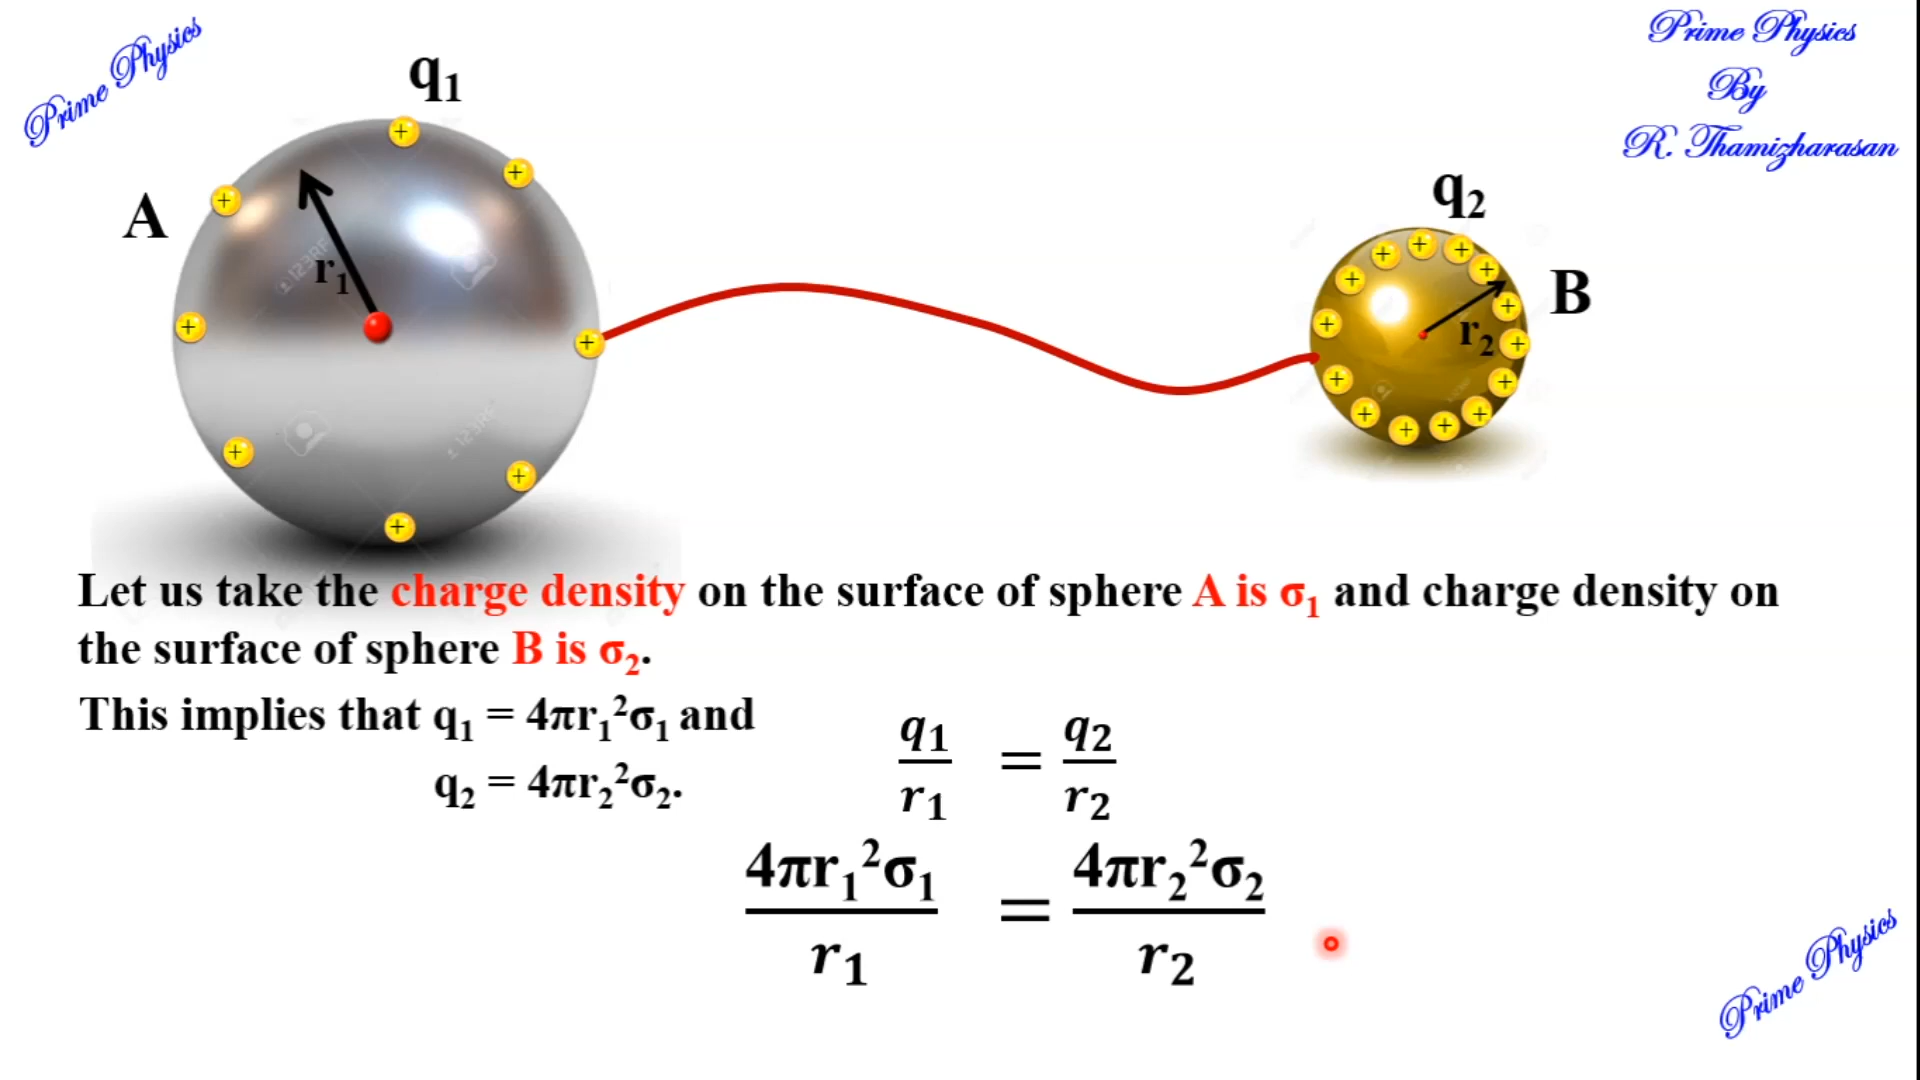 Prime Physics
Prime Physics
By
R. Thamizharasan
q₁
A
r₁
q₂
B
r₂
+ + + + + + + + +
+ + + + + + + + + + + + + + +
123RF
123RF
Let us take the charge density on the surface of sphere A is σ₁ and charge density on
the surface of sphere B is σ₂.
This implies that q₁ = 4πr₁²σ₁ and
q₂ = 4πr₂²σ₂.
q₁/r₁ = q₂/r₂
4πr₁²σ₁/r₁ = 4πr₂²σ₂/r₂
Prime Physics